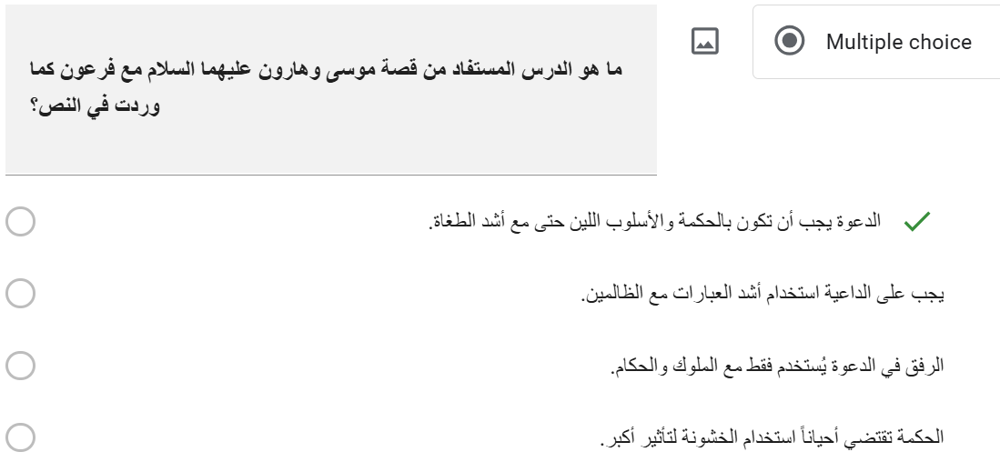 ما هو الدرس المستفاد من قصة موسى وهارون عليهما السلام مع فرعون كما
وردت في النص؟
Multiple choice
الدعوة يجب أن تكون بالحكمة والأسلوب اللين حتى مع أشد الطغاة.
يجب على الداعية استخدام أشد العبارات مع الظالمين.
الرفق في الدعوة يُستخدم فقط مع الملوك والحكام.
الحكمة تقتضي أحياناً استخدام الخشونة لتأثير أكبر.